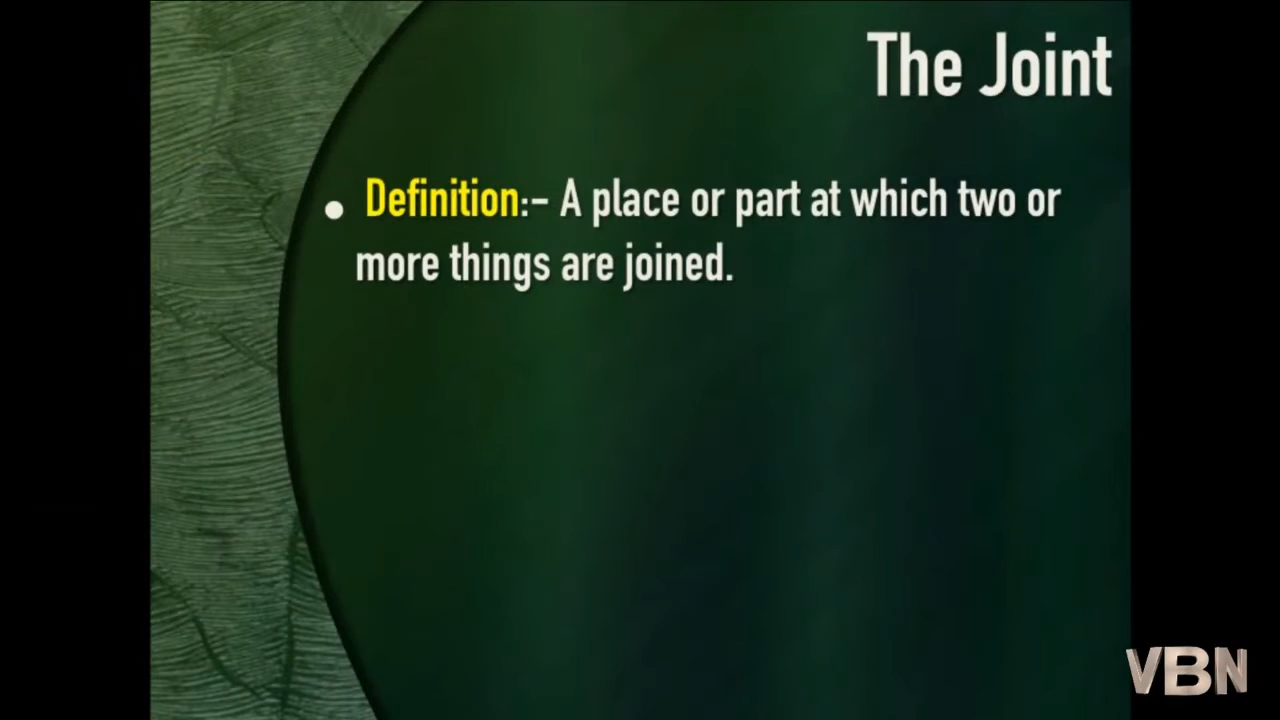 The Joint
• Definition:- A place or part at which two or
more things are joined.
VBN